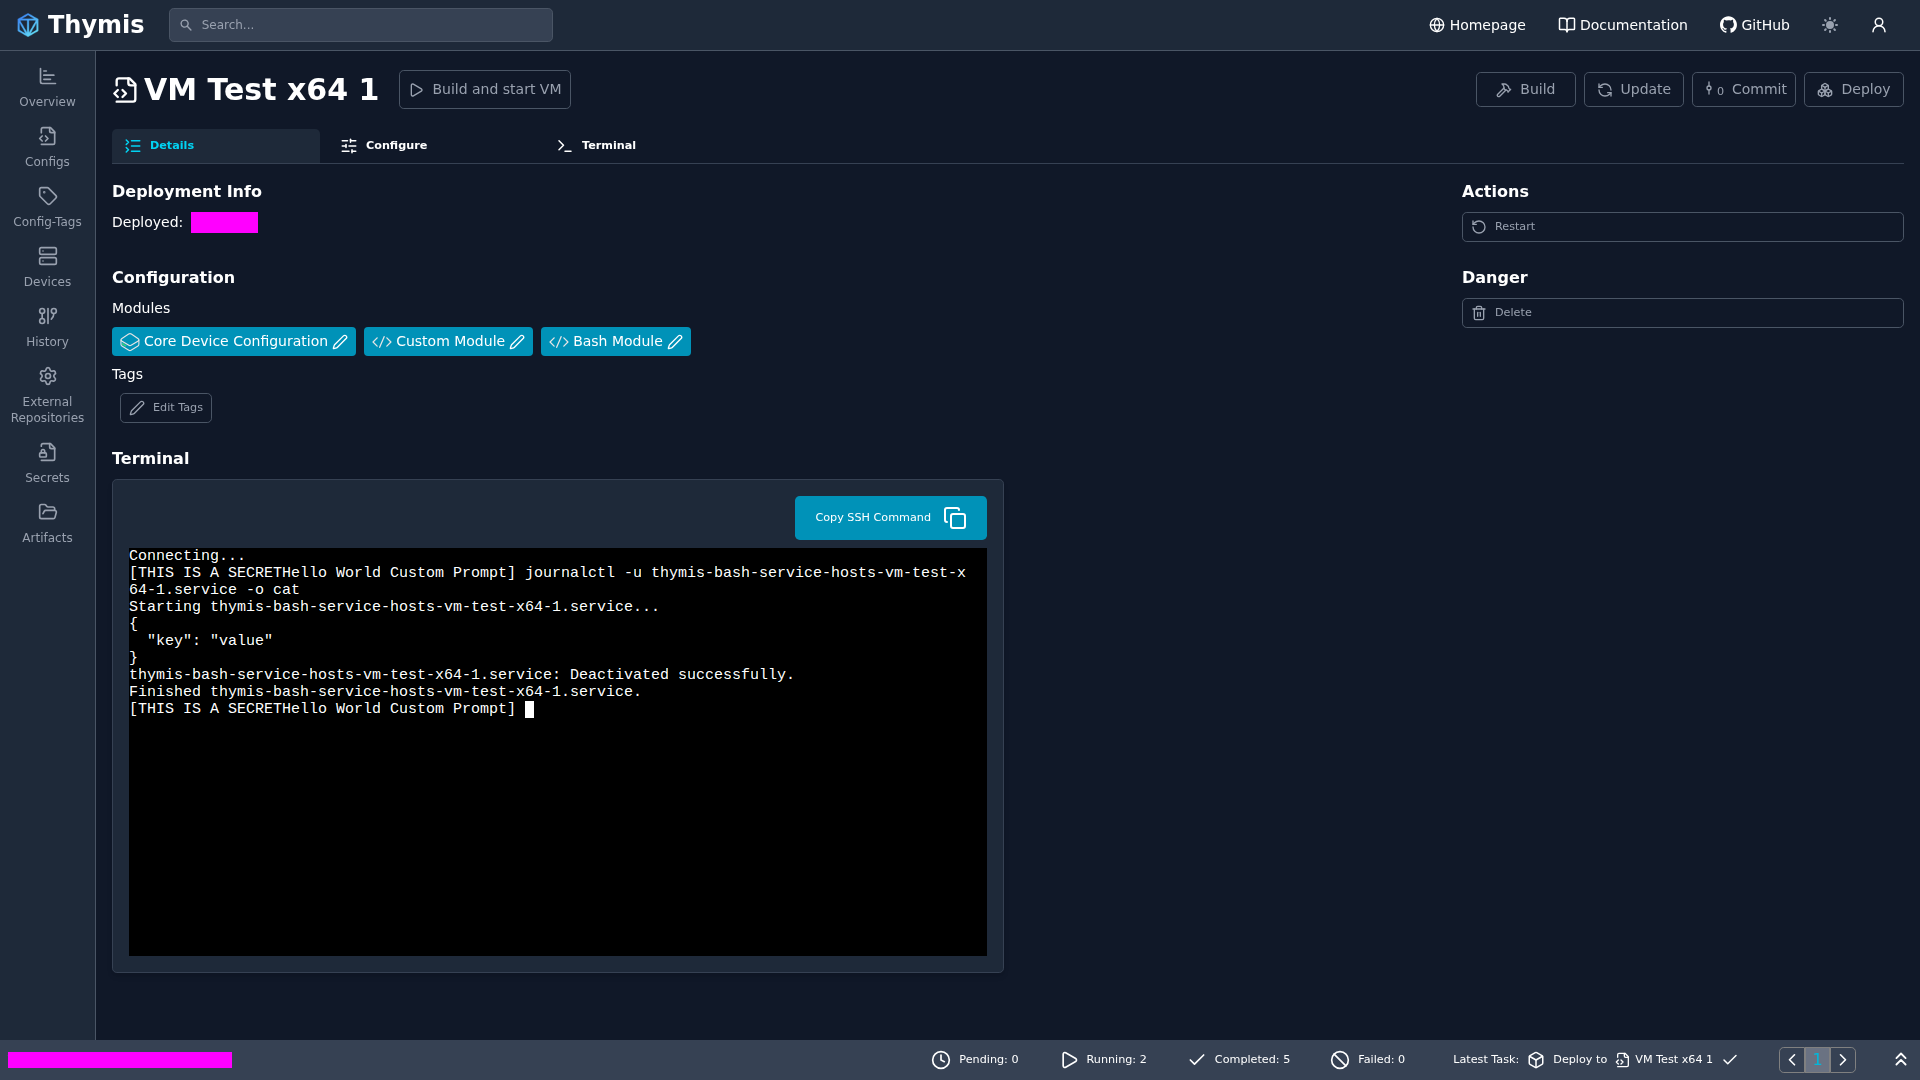 Thymis
Search...
Homepage
Documentation
GitHub
Overview
Configs
Config-Tags
Devices
History
External
Repositories
Secrets
Artifacts
VM Test x64 1
Build and start VM
Build
Update
0 Commit
Deploy
Details
Configure
Terminal
Deployment Info
Deployed:
Configuration
Modules
Core Device Configuration
Custom Module
Bash Module
Tags
Edit Tags
Actions
Restart
Danger
Delete
Terminal
Copy SSH Command
Connecting...
[THIS IS A SECRETHello World Custom Prompt] journalctl -u thymis-bash-service-hosts-vm-test-x
64-1.service -o cat
Starting thymis-bash-service-hosts-vm-test-x64-1.service...
{
"key": "value"
}
thymis-bash-service-hosts-vm-test-x64-1.service: Deactivated successfully.
Finished thymis-bash-service-hosts-vm-test-x64-1.service.
[THIS IS A SECRETHello World Custom Prompt]
Pending: 0
Running: 2
Completed: 5
Failed: 0
Latest Task:
Deploy to
VM Test x64 1
1